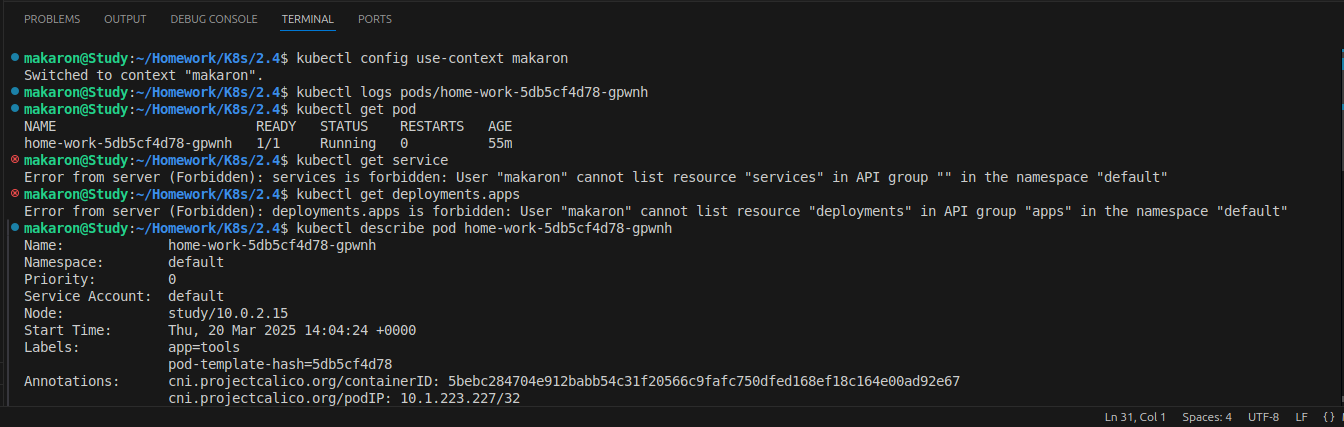 PROBLEMS OUTPUT DEBUG CONSOLE TERMINAL PORTS
makaron@Study:~/Homework/K8s/2.4$ kubectl config use-context makaron
Switched to context "makaron".
makaron@Study:~/Homework/K8s/2.4$ kubectl logs pods/home-work-5db5cf4d78-gpwnh
makaron@Study:~/Homework/K8s/2.4$ kubectl get pod
NAME READY STATUS RESTARTS AGE
home-work-5db5cf4d78-gpwnh 1/1 Running 0 55m
makaron@Study:~/Homework/K8s/2.4$ kubectl get service
Error from server (Forbidden): services is forbidden: User "makaron" cannot list resource "services" in API group "" in the namespace "default"
makaron@Study:~/Homework/K8s/2.4$ kubectl get deployments.apps
Error from server (Forbidden): deployments.apps is forbidden: User "makaron" cannot list resource "deployments" in API group "apps" in the namespace "default"
makaron@Study:~/Homework/K8s/2.4$ kubectl describe pod home-work-5db5cf4d78-gpwnh
Name: home-work-5db5cf4d78-gpwnh
Namespace: default
Priority: 0
Service Account: default
Node: study/10.0.2.15
Start Time: Thu, 20 Mar 2025 14:04:24 +0000
Labels: app=tools
pod-template-hash=5db5cf4d78
Annotations: cni.projectcalico.org/containerID: 5bebc284704e912babb54c31f20566c9fafc750dfed168ef18c164e00ad92e67
cni.projectcalico.org/podIP: 10.1.223.227/32
Ln 31, Col 1 Spaces: 4 UTF-8 LF {}